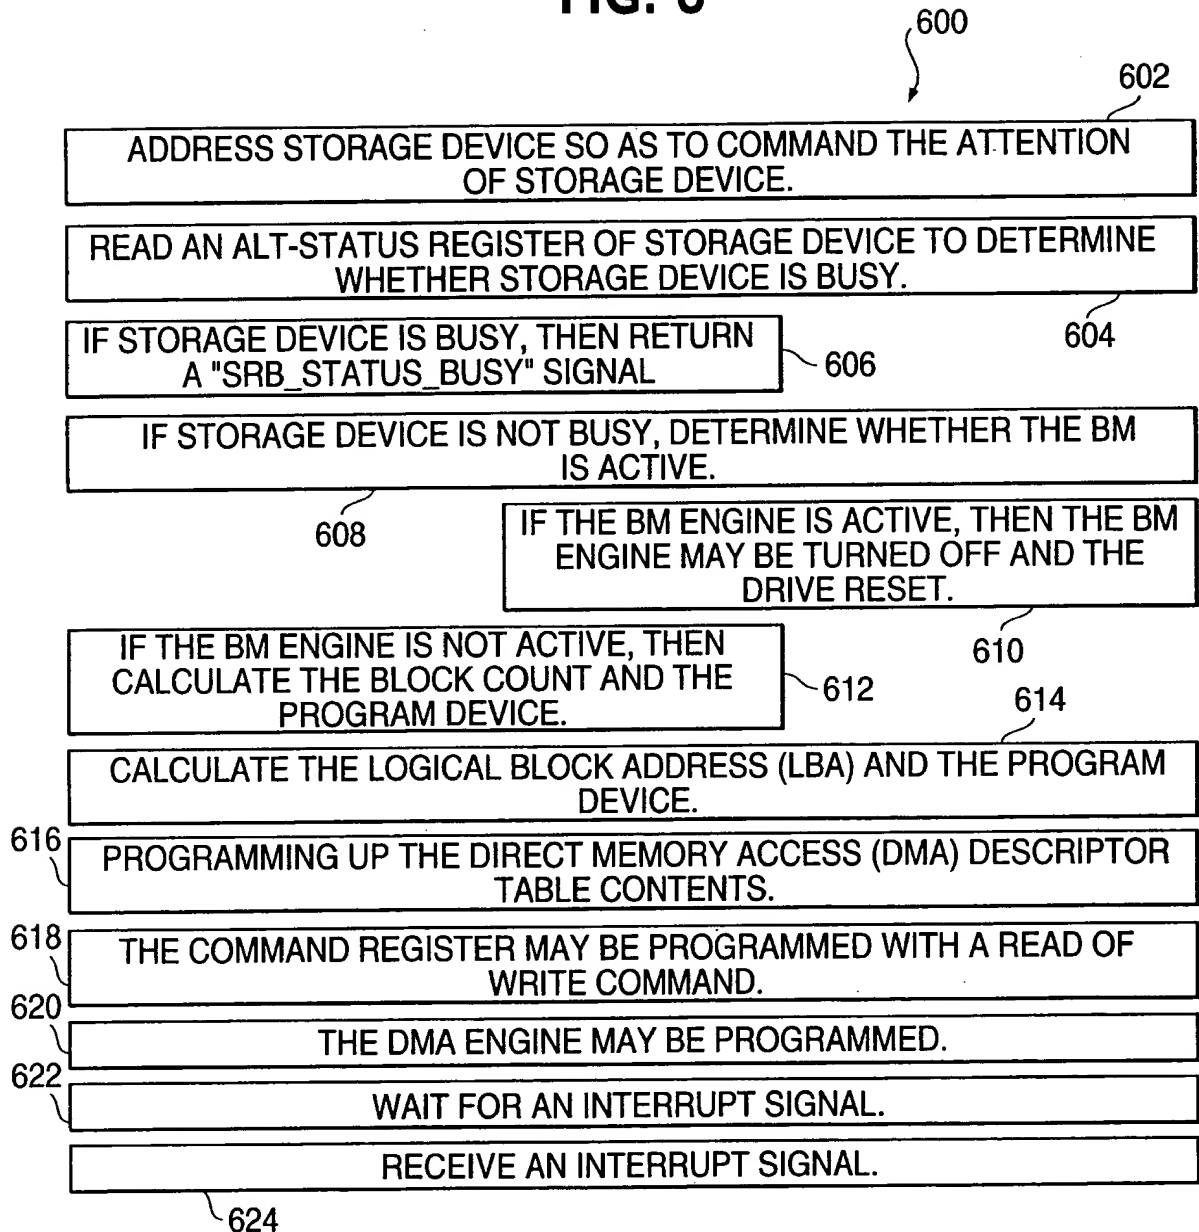 FIG. 6
600
602
ADDRESS STORAGE DEVICE SO AS TO COMMAND THE ATTENTION
OF STORAGE DEVICE.
READ AN ALT-STATUS REGISTER OF STORAGE DEVICE TO DETERMINE
WHETHER STORAGE DEVICE IS BUSY.
604
IF STORAGE DEVICE IS BUSY, THEN RETURN
A "SRB_STATUS_BUSY" SIGNAL
606
IF STORAGE DEVICE IS NOT BUSY, DETERMINE WHETHER THE BM
IS ACTIVE.
608
IF THE BM ENGINE IS ACTIVE, THEN THE BM
ENGINE MAY BE TURNED OFF AND THE
DRIVE RESET.
610
IF THE BM ENGINE IS NOT ACTIVE, THEN
CALCULATE THE BLOCK COUNT AND THE
PROGRAM DEVICE.
612
614
CALCULATE THE LOGICAL BLOCK ADDRESS (LBA) AND THE PROGRAM
DEVICE.
616
PROGRAMMING UP THE DIRECT MEMORY ACCESS (DMA) DESCRIPTOR
TABLE CONTENTS.
618
THE COMMAND REGISTER MAY BE PROGRAMMED WITH A READ OF
WRITE COMMAND.
620
THE DMA ENGINE MAY BE PROGRAMMED.
622
WAIT FOR AN INTERRUPT SIGNAL.
RECEIVE AN INTERRUPT SIGNAL.
624